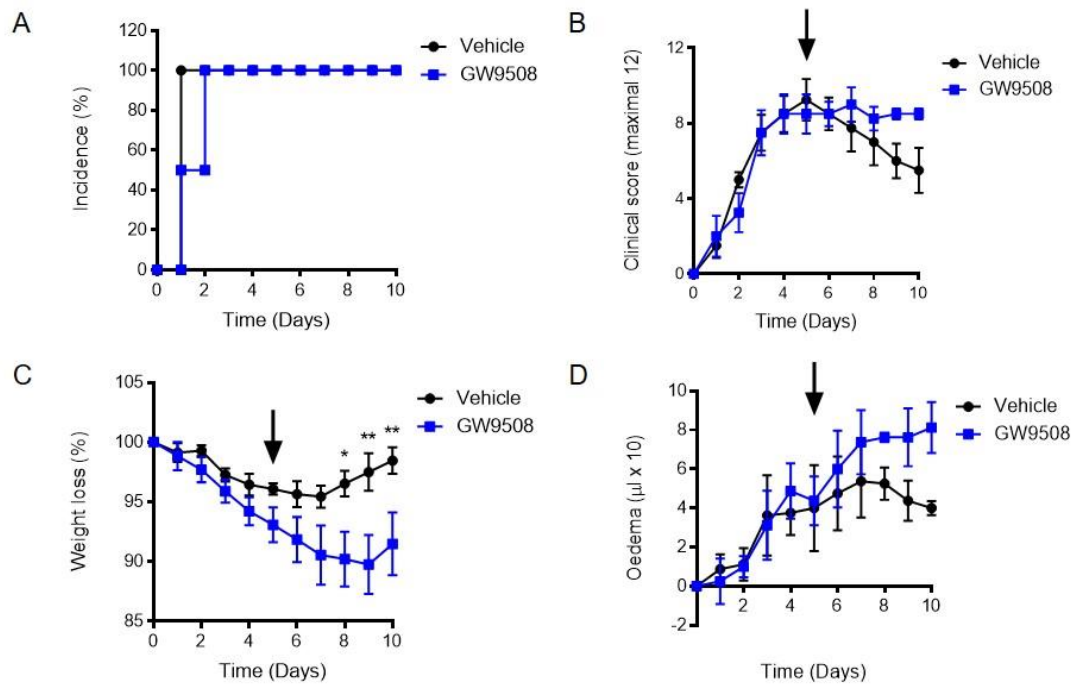 A
Vehicle
GW9508
Incidence (%)
120
100
80
60
40
20
0
0 2 4 6 8 10
Time (Days)
B
Vehicle
GW9508
Clinical score (maximal 12)
12
8
4
0
0 2 4 6 8 10
Time (Days)
C
Vehicle
GW9508
Weight loss (%)
105
100
95
90
85
* ** **
0 2 4 6 8 10
Time (Days)
D
Vehicle
GW9508
Oedema (µl x 10)
10
8
6
4
2
0
-2
2 4 6 8 10
Time (Days)